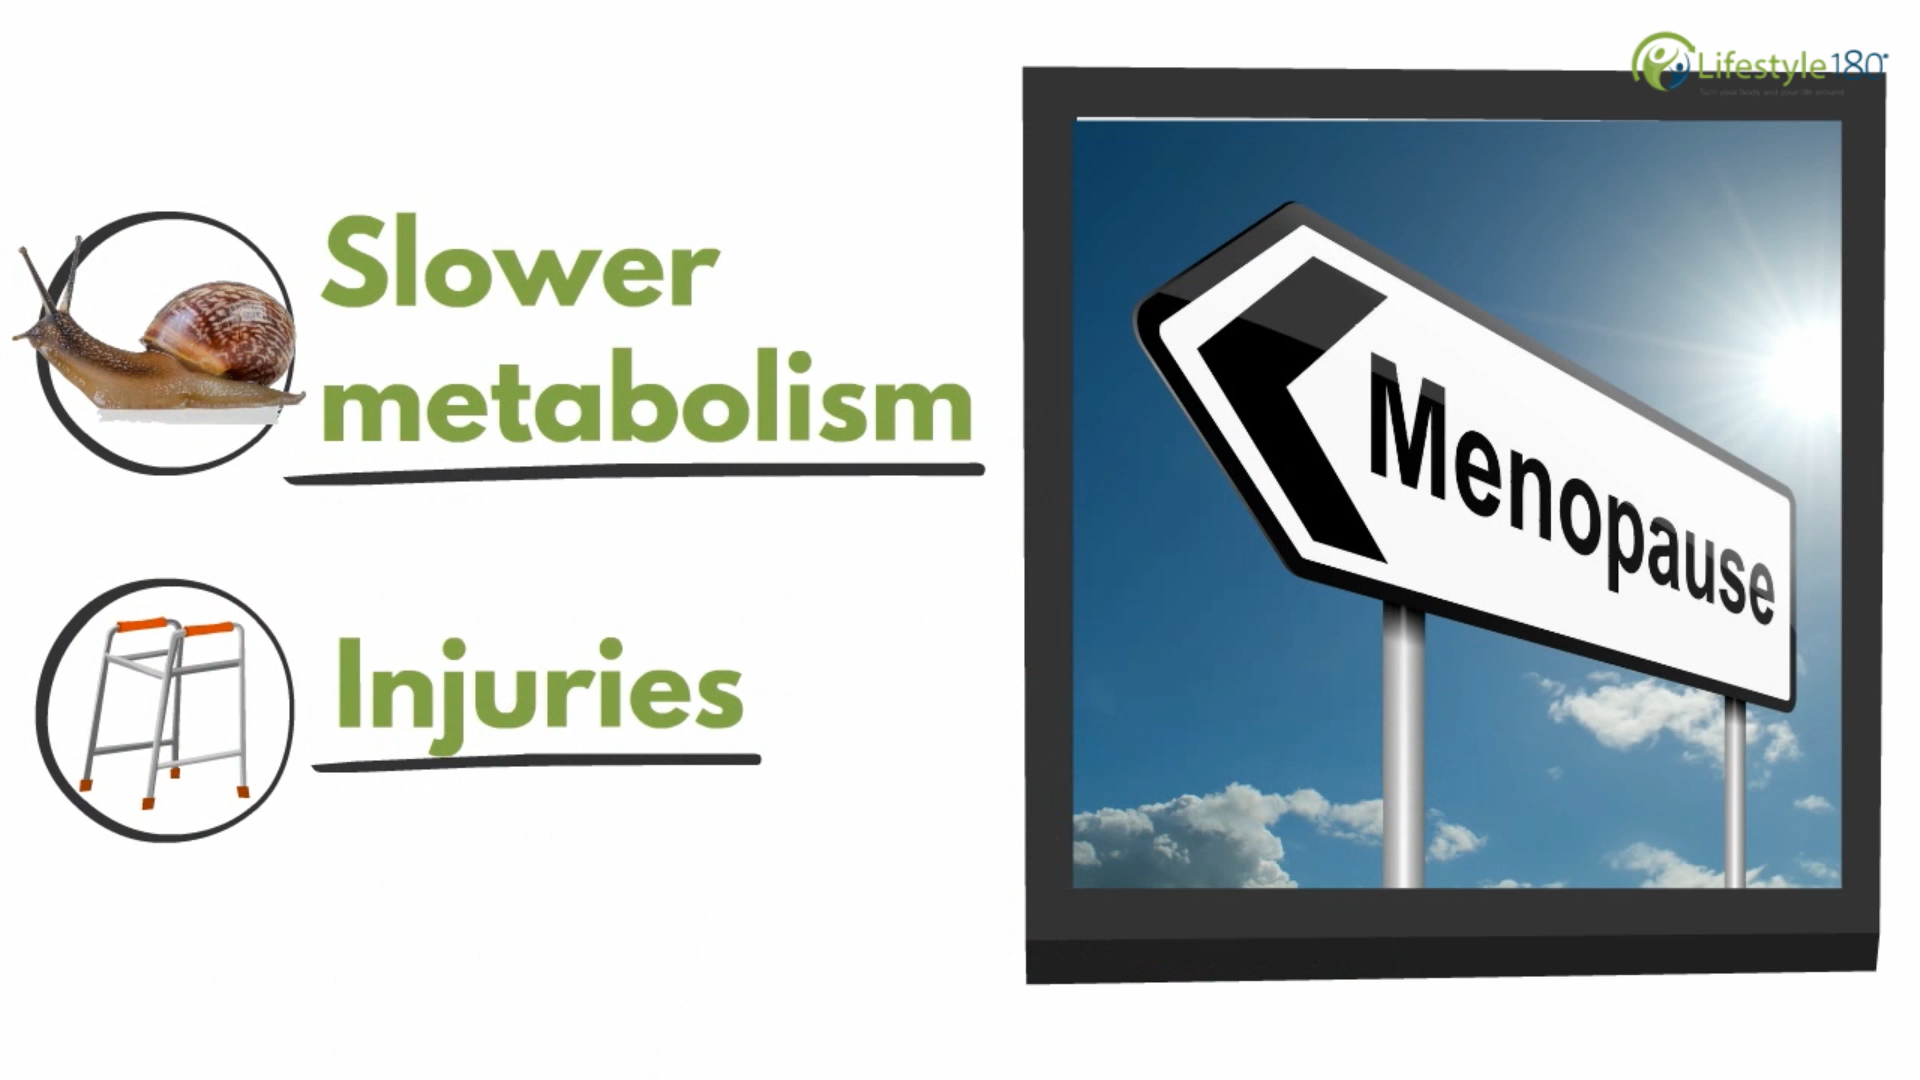 Lifestyle180°
Slower
metabolism
Injuries
Menopause